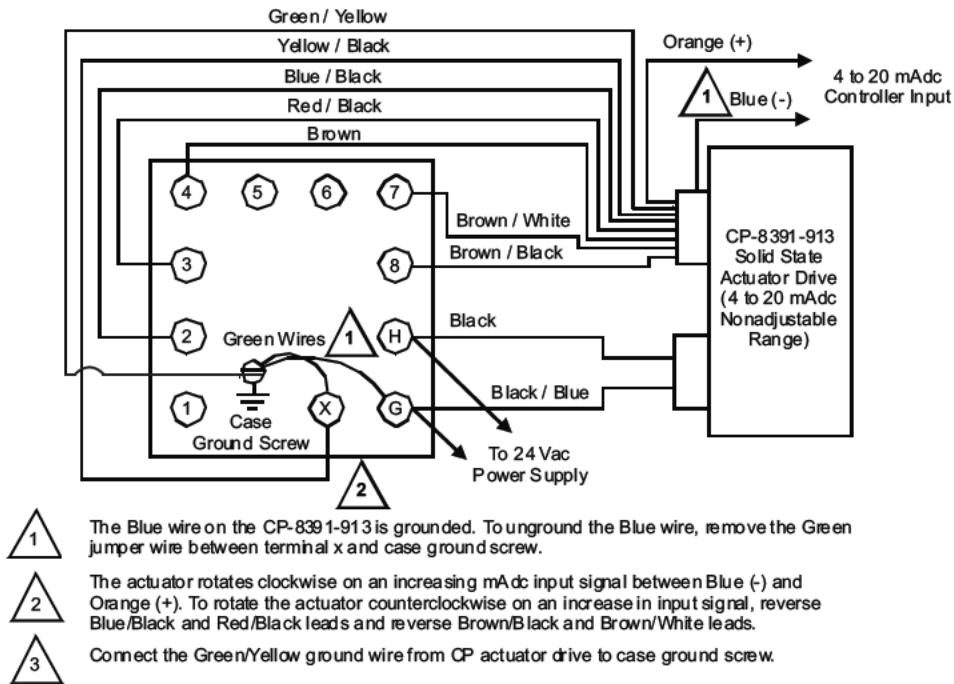 Green / Yellow
Yellow / Black
Blue / Black
Red / Black
Brown
Orange (+)
1
Blue (-)
4 to 20 mAdc
Controller Input
4
5
6
7
Brown / White
Brown / Black
3
8
CP-8391-913
Solid State
Actuator Drive
(4 to 20 mAdc
Nonadjustable
Range)
2
Green Wires
1
H
Black
1
Case
Ground Screw
X
G
Black / Blue
To 24 Vac
Power Supply
2
1
The Blue wire on the CP-8391-913 is grounded. To unground the Blue wire, remove the Green
jumper wire between terminal x and case ground screw.
2
The actuator rotates clockwise on an increasing mAdc input signal between Blue (-) and
Orange (+). To rotate the actuator counterclockwise on an increase in input signal, reverse
Blue/Black and Red/Black leads and reverse Brown/Black and Brown/White leads.
3
Connect the Green/Yellow ground wire from CP actuator drive to case ground screw.